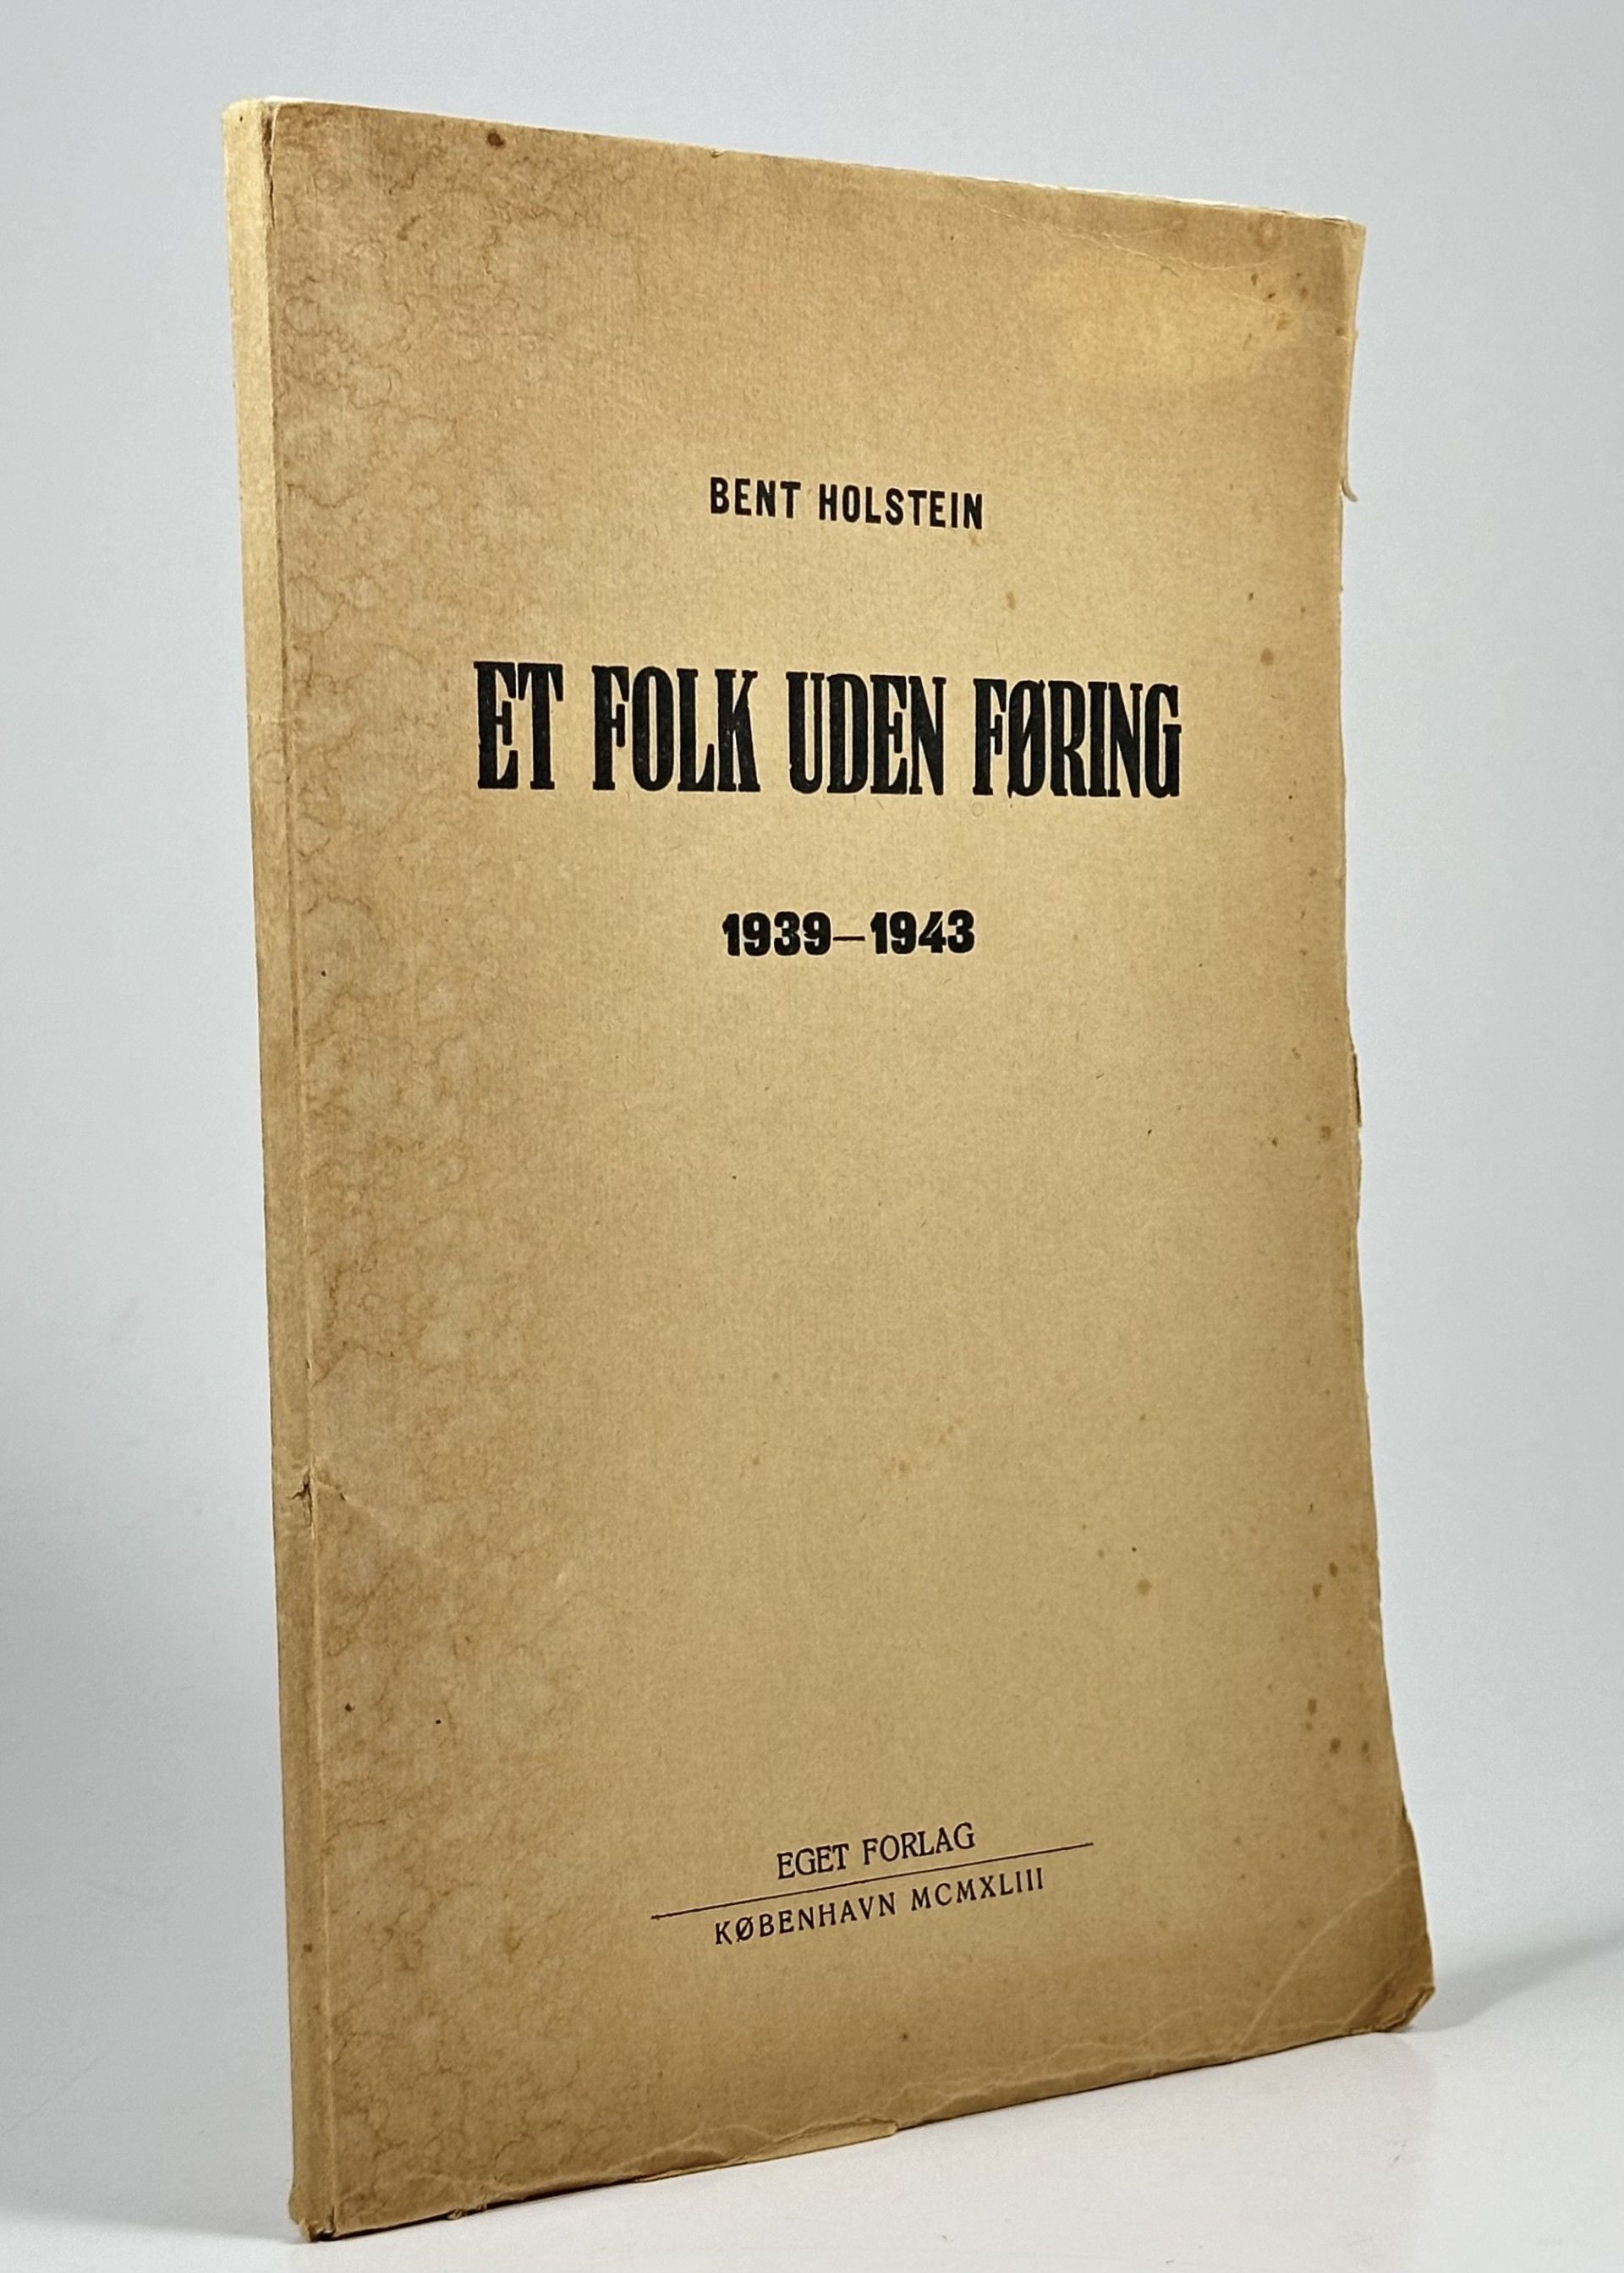 BENT HOLSTEIN
ET FOLK UDEN FØRING
1939–1943
EGET FORLAG
KØBENHAVN MCMXLIII